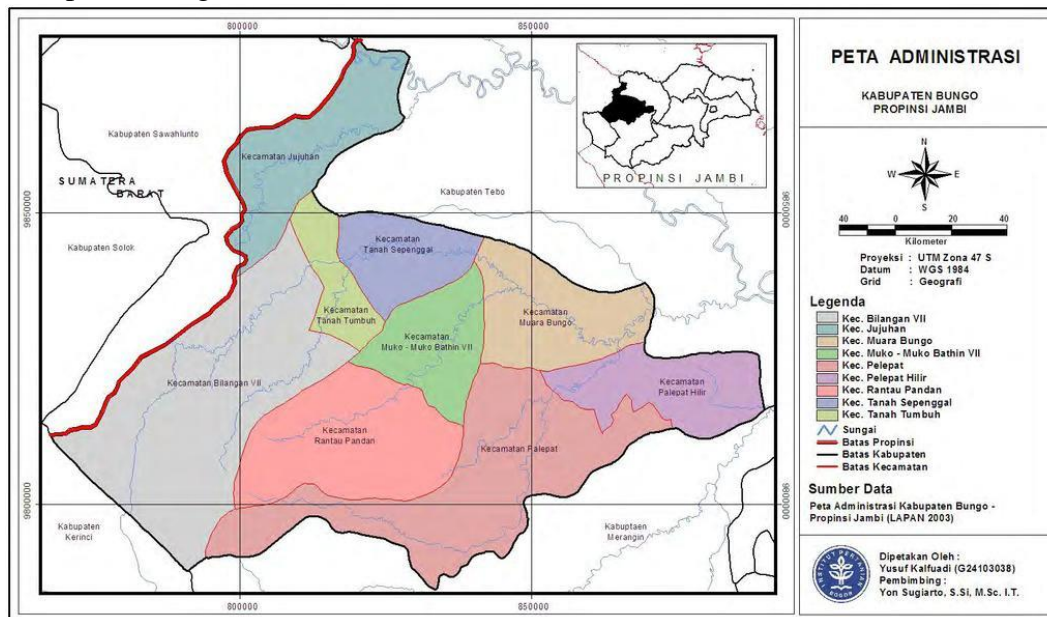 800000
850000
Kabupaten Sawahlunto
Kecamatan Jujuhan
SUMATERA
BARAT
Kabupaten Tebo
PROPINSI JAMBI
9850000
9850000
Kabupaten Solok
Kecamatan
Tanah Sepenggal
Kecamatan
Tanah Tumbuh
Kecamatan
Muara Bungo
Kecamatan
Muko - Muko Bathin VII
Kecamatan Bilangan VII
Kecamatan
Palepat Hilir
Kecamatan
Rantau Pandan
Kecamatan Palepat
9800000
9800000
Kabupaten
Kerinci
Kabuptaen
Merangin
800000
850000
PETA ADMINISTRASI
KABUPATEN BUNGO
PROPINSI JAMBI
N
W E
S
40 0 20 40
Kilometer
Proyeksi : UTM Zona 47 S
Datum : WGS 1984
Grid : Geografi
Legenda
Kec. Bilangan VII
Kec. Jujuhan
Kec. Muara Bungo
Kec. Muko - Muko Bathin VII
Kec. Pelepat
Kec. Pelepat Hilir
Kec. Rantau Pandan
Kec. Tanah Sepenggal
Kec. Tanah Tumbuh
Sungai
Batas Propinsi
Batas Kabupaten
Batas Kecamatan
Sumber Data
Peta Administrasi Kabupaten Bungo -
Propinsi Jambi (LAPAN 2003)
INSTITUT PERTANIAN
BOGOR
Dipetakan Oleh :
Yusuf Kalfuadi (G24103038)
Pembimbing :
Yon Sugiarto, S.Si, M.Sc. I.T.